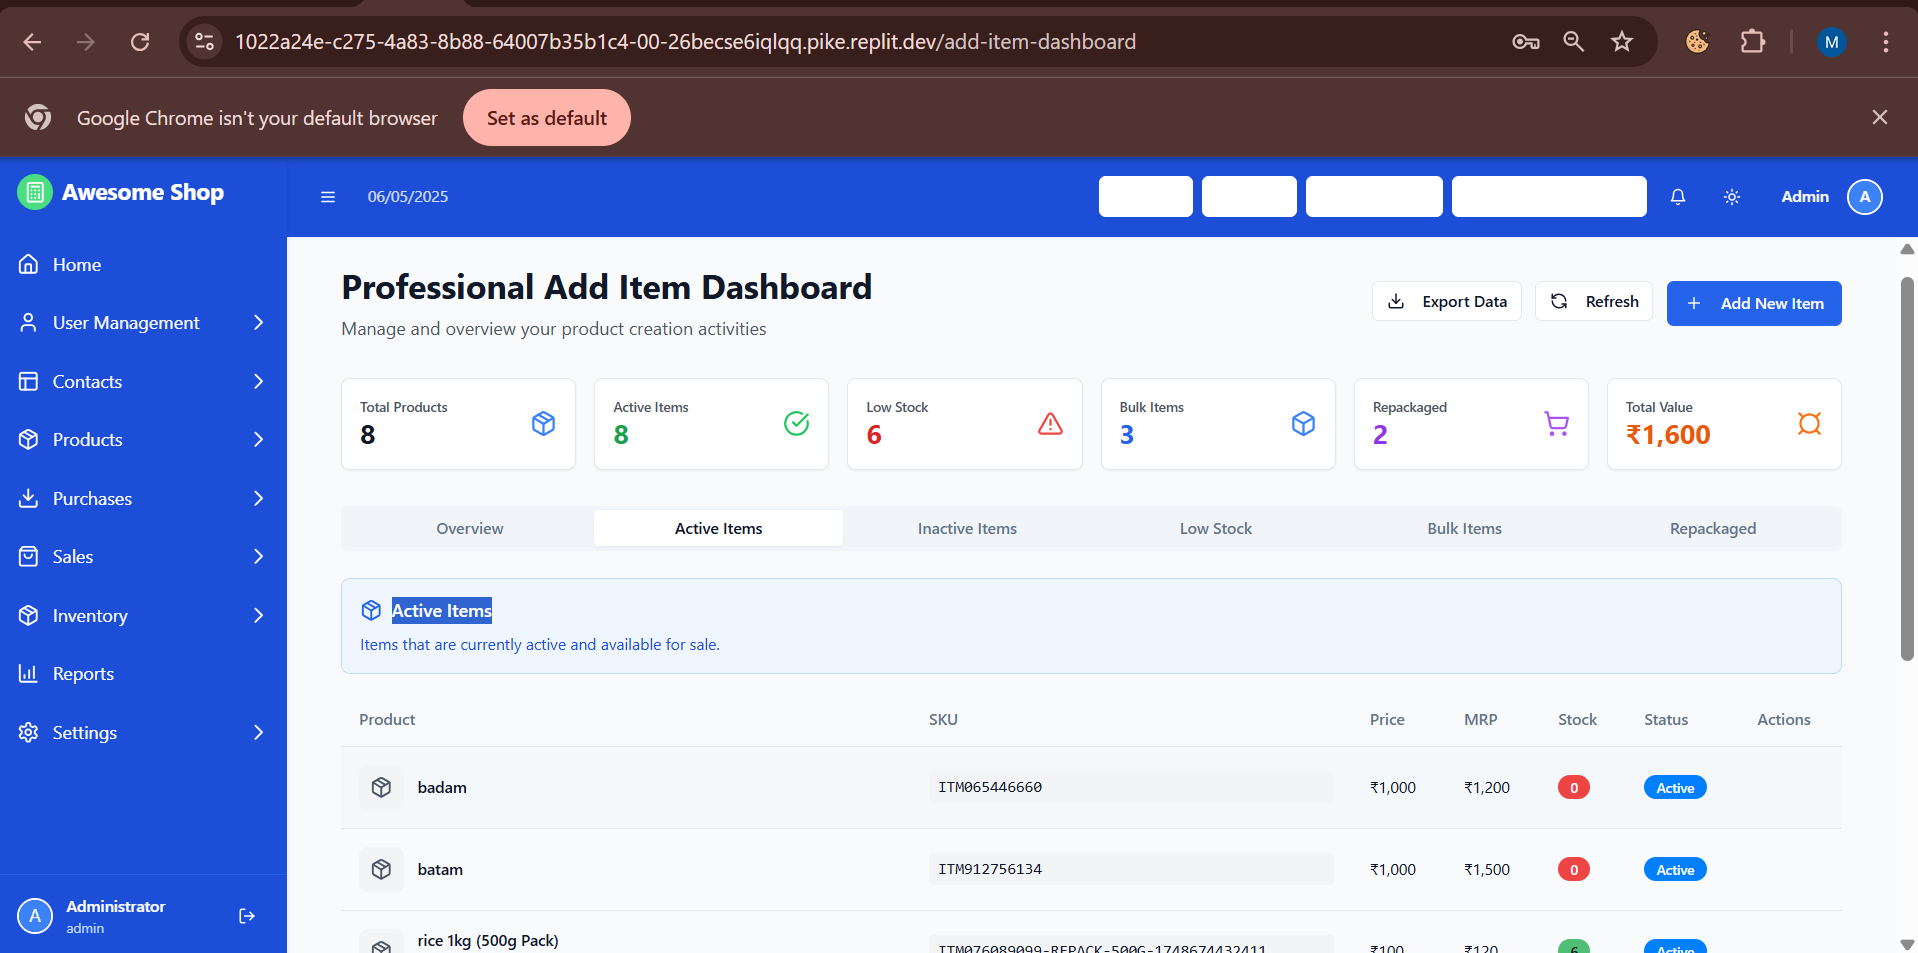 1022a24e-c275-4a83-8b88-64007b35b1c4-00-26becse6iqlqq.pike.replit.dev/add-item-dashboard
M
Google Chrome isn't your default browser
Set as default
Awesome Shop
06/05/2025
Admin
A
Home
User Management
Contacts
Products
Purchases
Sales
Inventory
Reports
Settings
A
Administrator
admin
Professional Add Item Dashboard
Manage and overview your product creation activities
Export Data
Refresh
Add New Item
Total Products
8
Active Items
8
Low Stock
6
Bulk Items
3
Repackaged
2
Total Value
₹1,600
Overview Active Items Inactive Items Low Stock Bulk Items Repackaged
Active Items
Items that are currently active and available for sale.
Product SKU Price MRP Stock Status Actions
badam ITM065446660 ₹1,000 ₹1,200 0 Active
batam ITM912756134 ₹1,000 ₹1,500 0 Active
rice 1kg (500g Pack) ITM076089099-REPACK-500G-1748674432411 ₹100 ₹120 6 Active